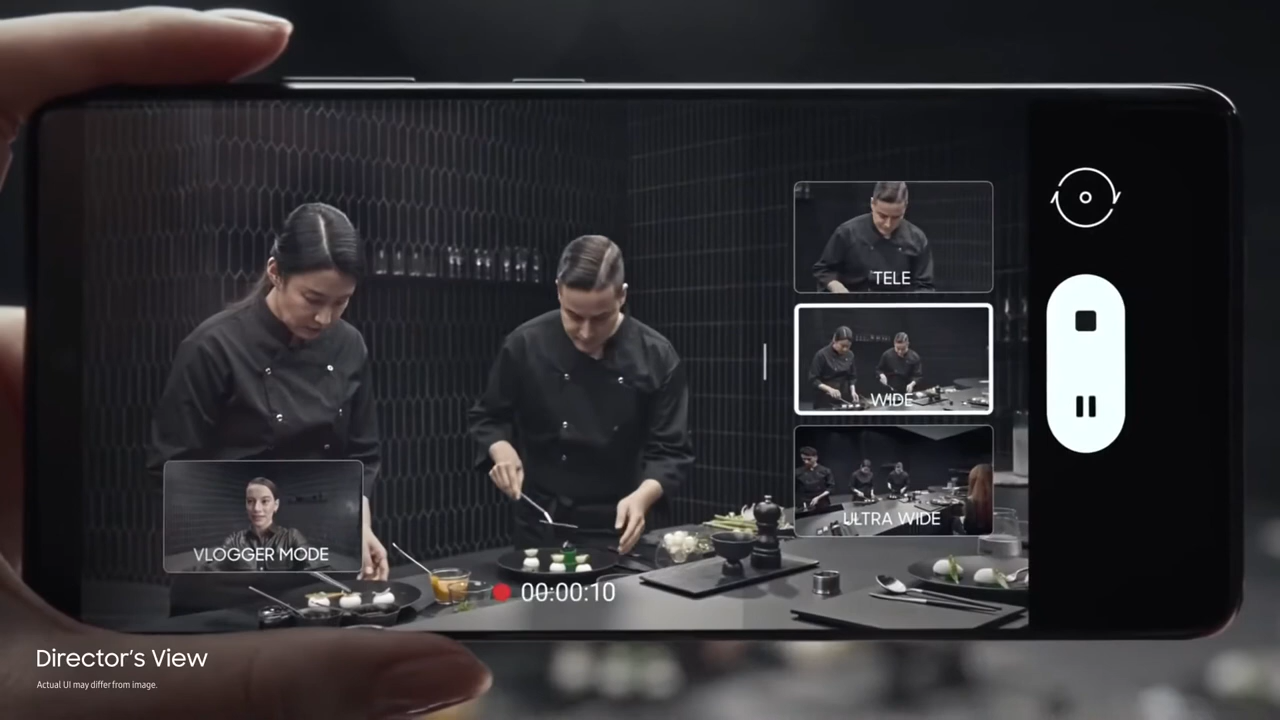 TELE
WIDE
ULTRA WIDE
VLOGGER MODE
00:00:10
Director's View
Actual UI may differ from image.